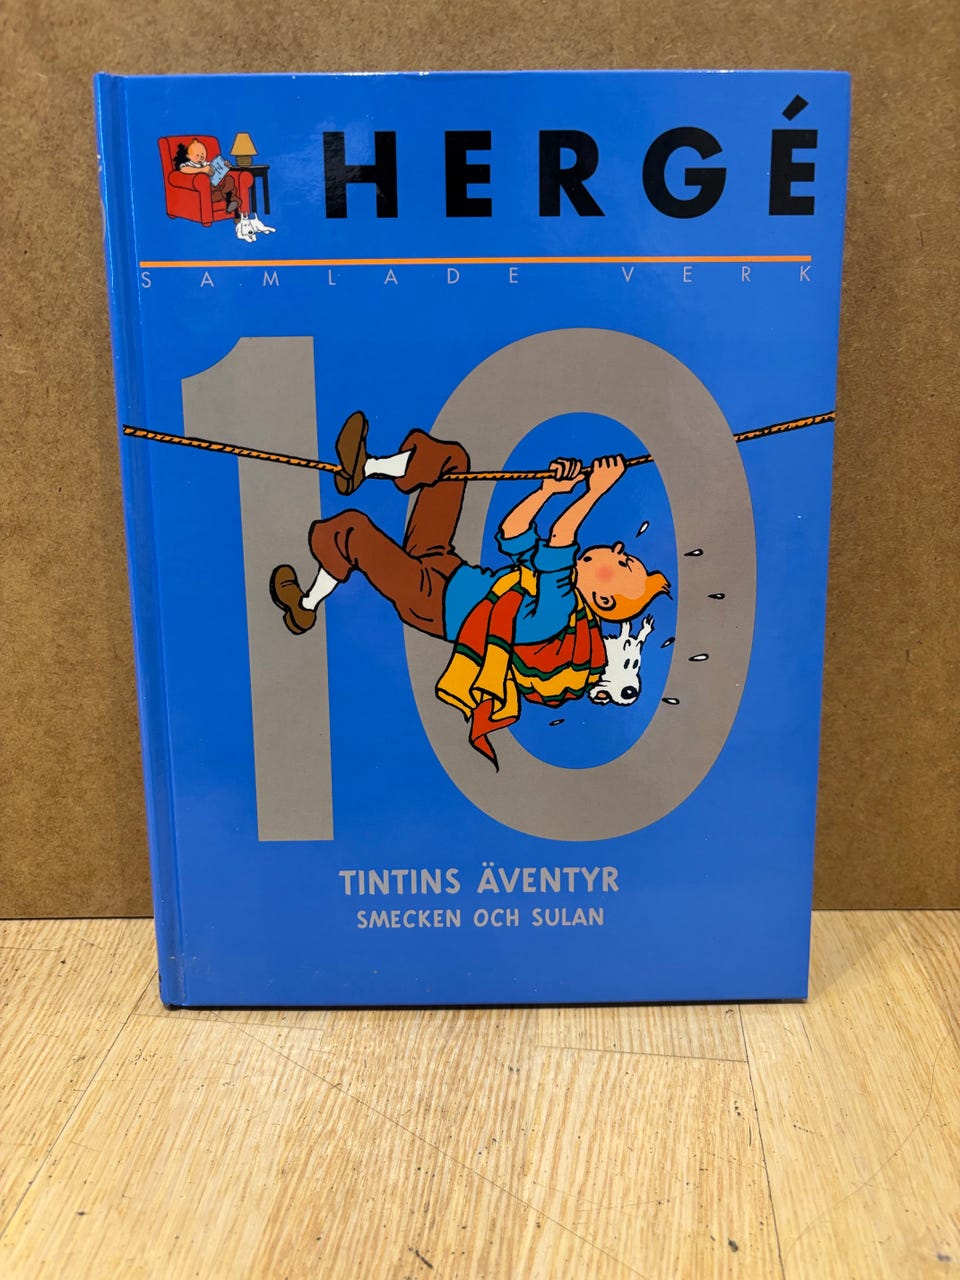 HERGÉ
SAMLADE VERK
10
TINTINS ÄVENTYR
SMECKEN OCH SULAN